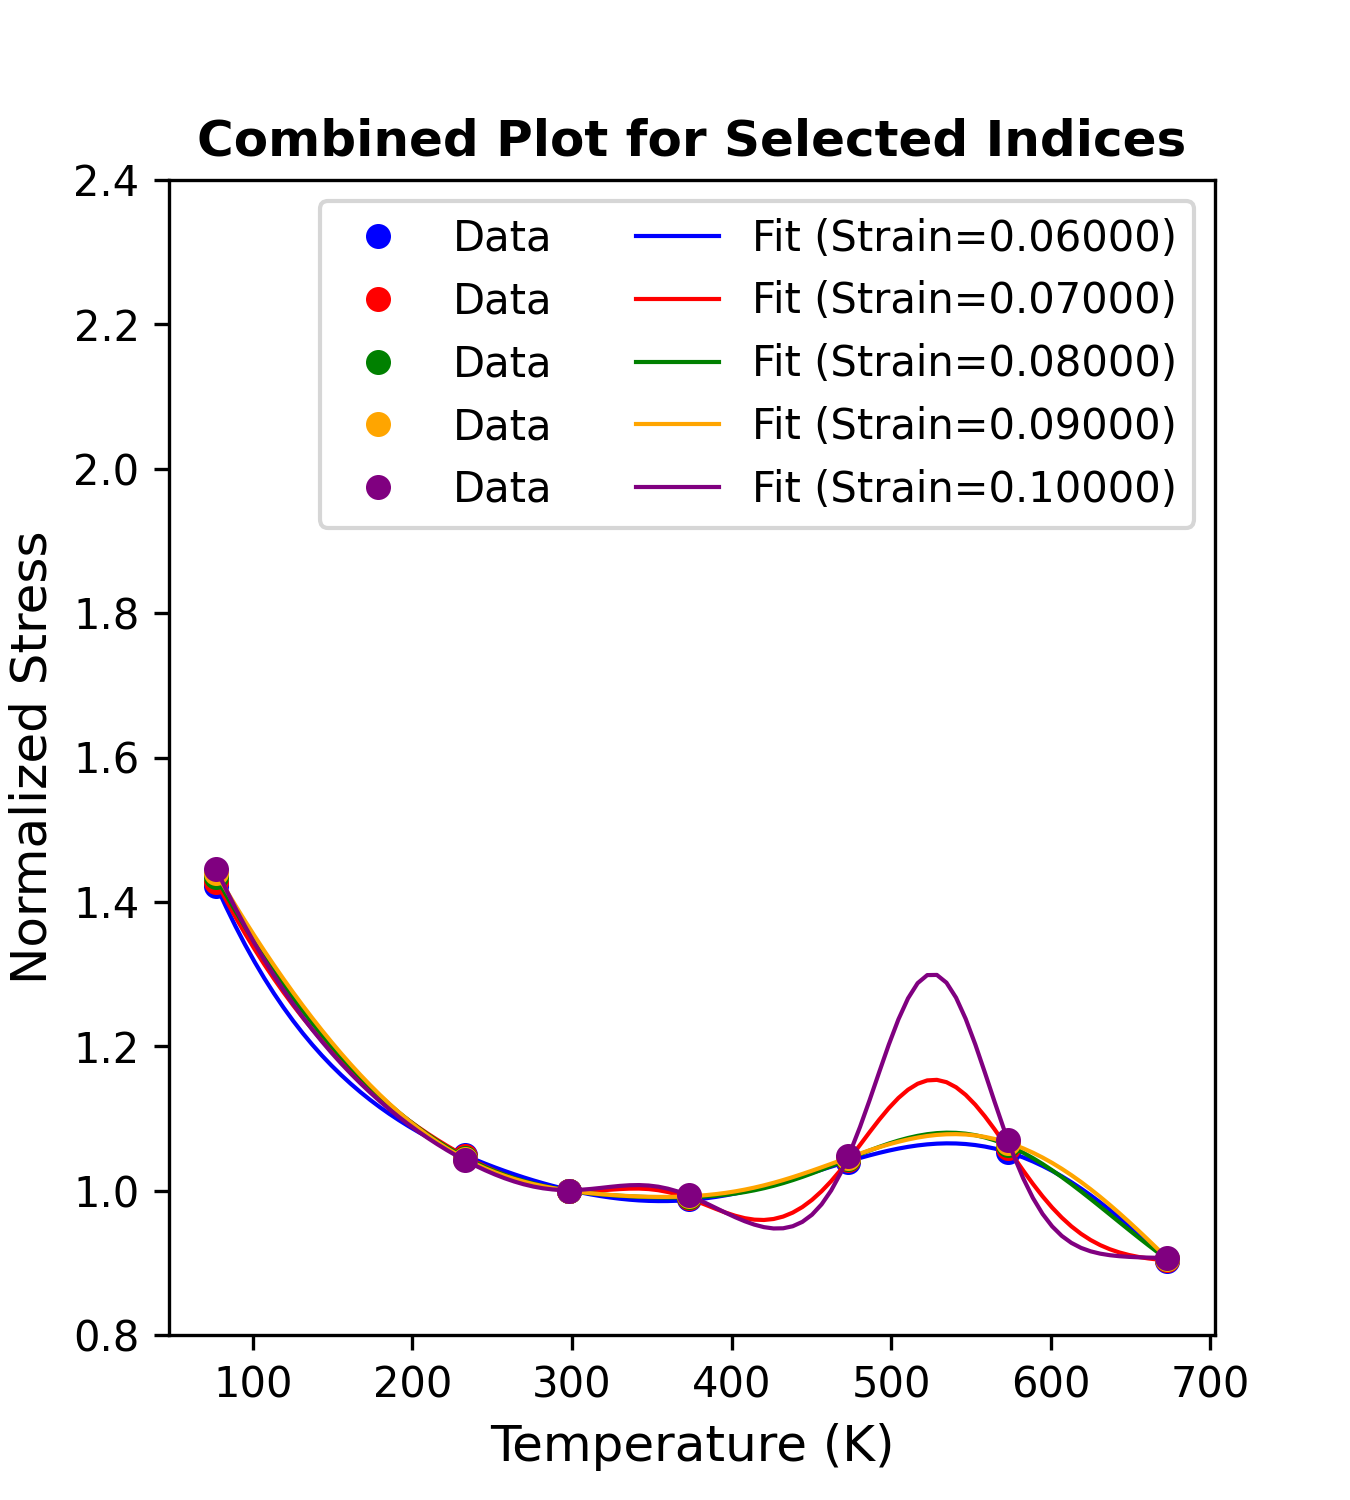 Combined Plot for Selected Indices
2.4
2.2
2.0
1.8
1.6
1.4
1.2
1.0
0.8
Normalized Stress
Data
Data
Data
Data
Data
Fit (Strain=0.06000)
Fit (Strain=0.07000)
Fit (Strain=0.08000)
Fit (Strain=0.09000)
Fit (Strain=0.10000)
100 200 300 400 500 600 700
Temperature (K)